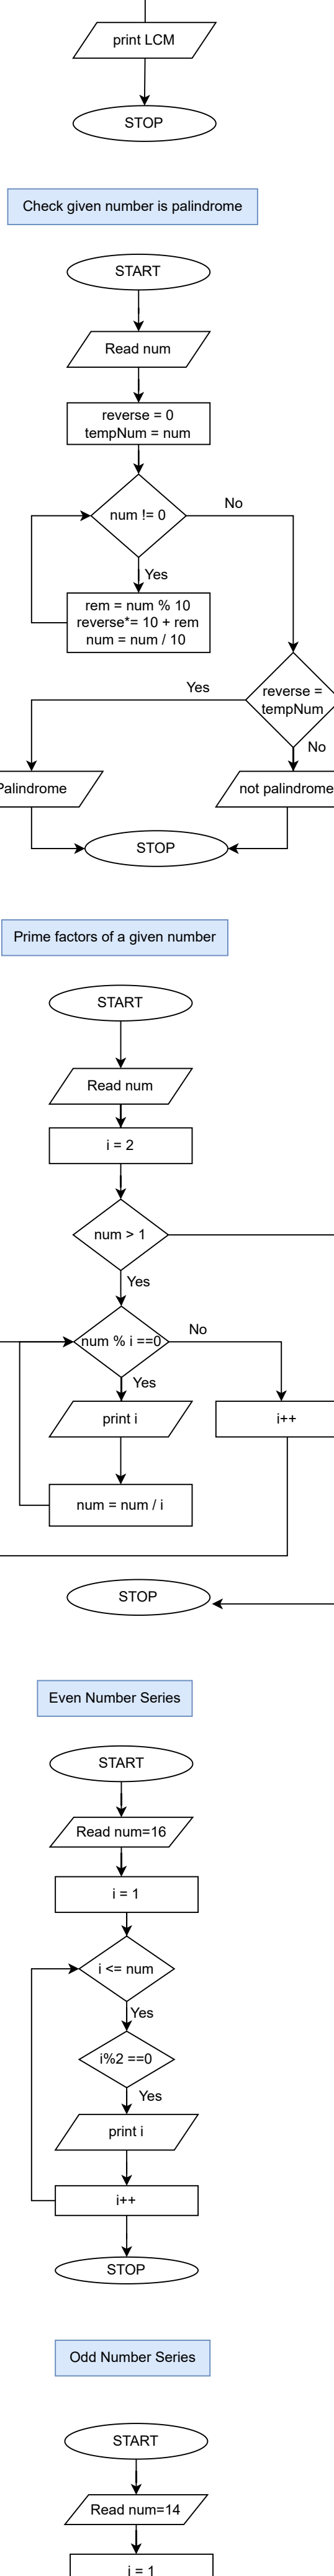 print LCM
STOP
Check given number is palindrome
START
Read num
reverse = 0
tempNum = num
num != 0
No
Yes
rem = num % 10
reverse*= 10 + rem
num = num / 10
Yes
reverse =
tempNum
No
Palindrome
not palindrome
STOP
Prime factors of a given number
START
Read num
i = 2
num > 1
Yes
num % i ==0
No
Yes
print i
i++
num = num / i
STOP
Even Number Series
START
Read num=16
i = 1
i <= num
Yes
i%2 ==0
Yes
print i
i++
STOP
Odd Number Series
START
Read num=14
i = 1